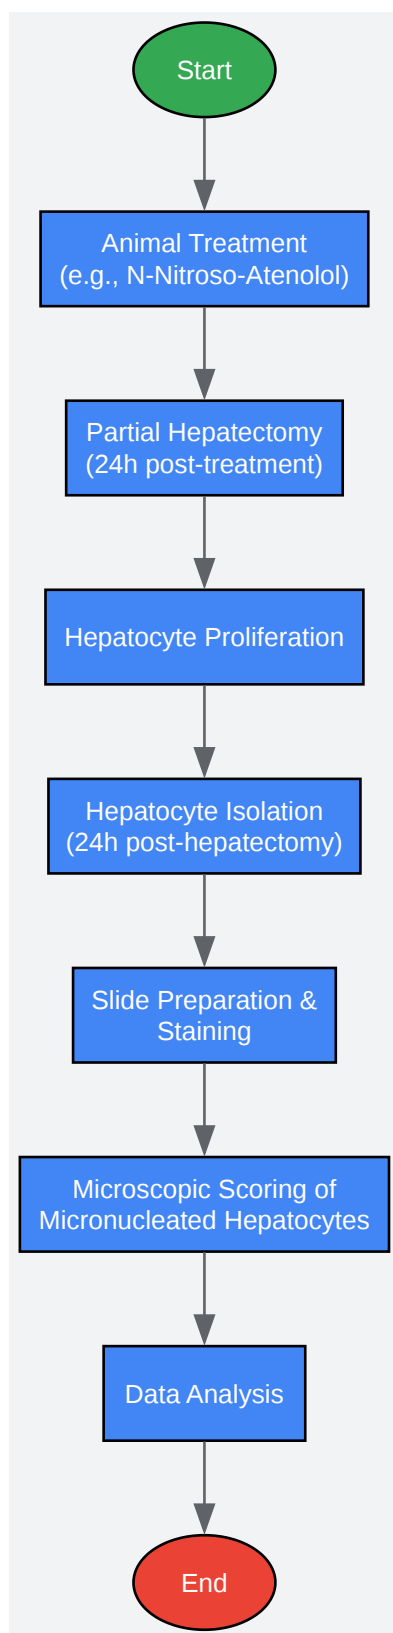 Start
Animal Treatment
(e.g., N-Nitroso-Atenolol)
Partial Hepatectomy
(24h post-treatment)
Hepatocyte Proliferation
Hepatocyte Isolation
(24h post-hepatectomy)
Slide Preparation &
Staining
Microscopic Scoring of
Micronucleated Hepatocytes
Data Analysis
End